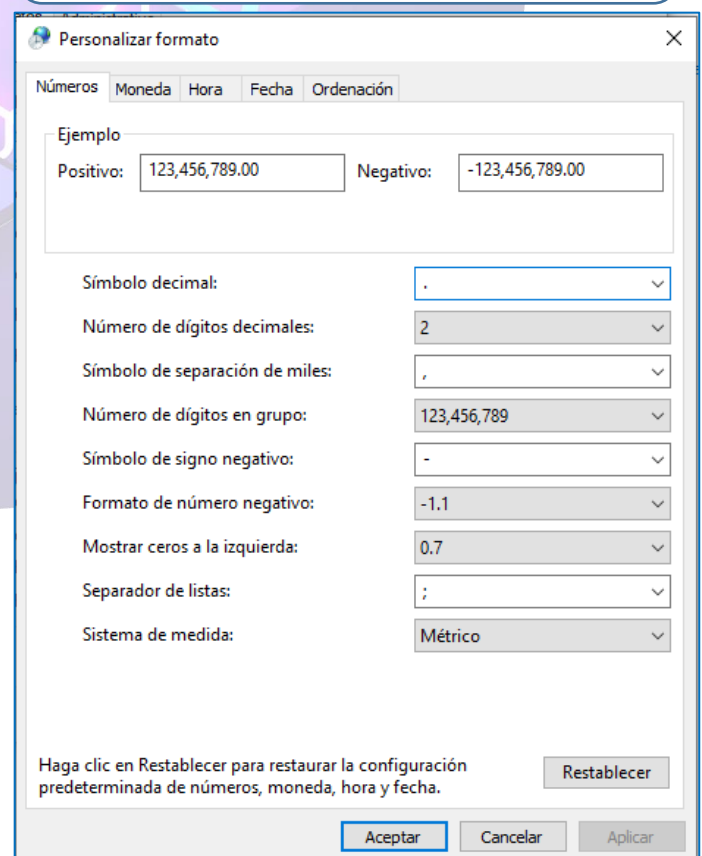 Personalizar formato
Números Moneda Hora Fecha Ordenación
Ejemplo
Positivo: 123,456,789.00 Negativo: -123,456,789.00
Símbolo decimal: .
Número de dígitos decimales: 2
Símbolo de separación de miles: ,
Número de dígitos en grupo: 123,456,789
Símbolo de signo negativo: -
Formato de número negativo: -1.1
Mostrar ceros a la izquierda: 0.7
Separador de listas: ;
Sistema de medida: Métrico
Haga clic en Restablecer para restaurar la configuración
predeterminada de números, moneda, hora y fecha.
Restablecer
Aceptar Cancelar Aplicar